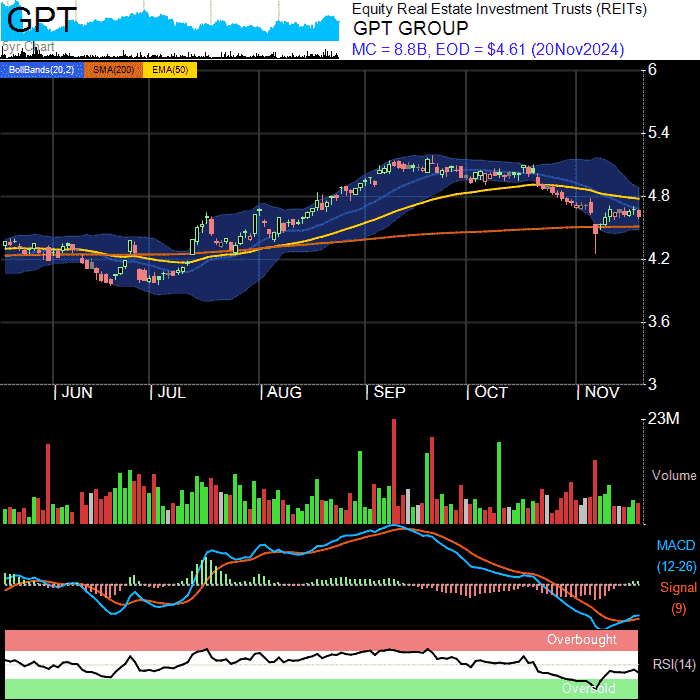 GPT
5yr Chart
Equity Real Estate Investment Trusts (REITs)
GPT GROUP
MC = 8.8B, EOD = $4.61 (20Nov2024)
BollBands(20,2) SMA(200) EMA(50)
6
5.4
4.8
4.2
3.6
3
JUN JUL AUG SEP OCT NOV
23M
Volume
MACD
(12-26)
Signal
(9)
Overbought
RSI(14)
Oversold